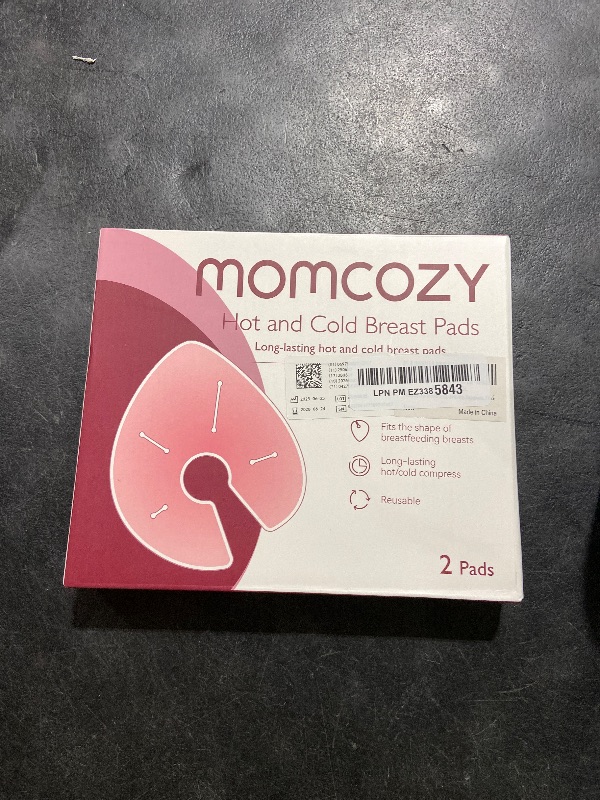 momcozy
Hot and Cold Breast Pads
Long-lasting hot and cold breast pads
LPN PM EZ3385843
Made in China
Fits the shape of
breastfeeding breasts
Long-lasting
hot/cold compress
Reusable
2 Pads